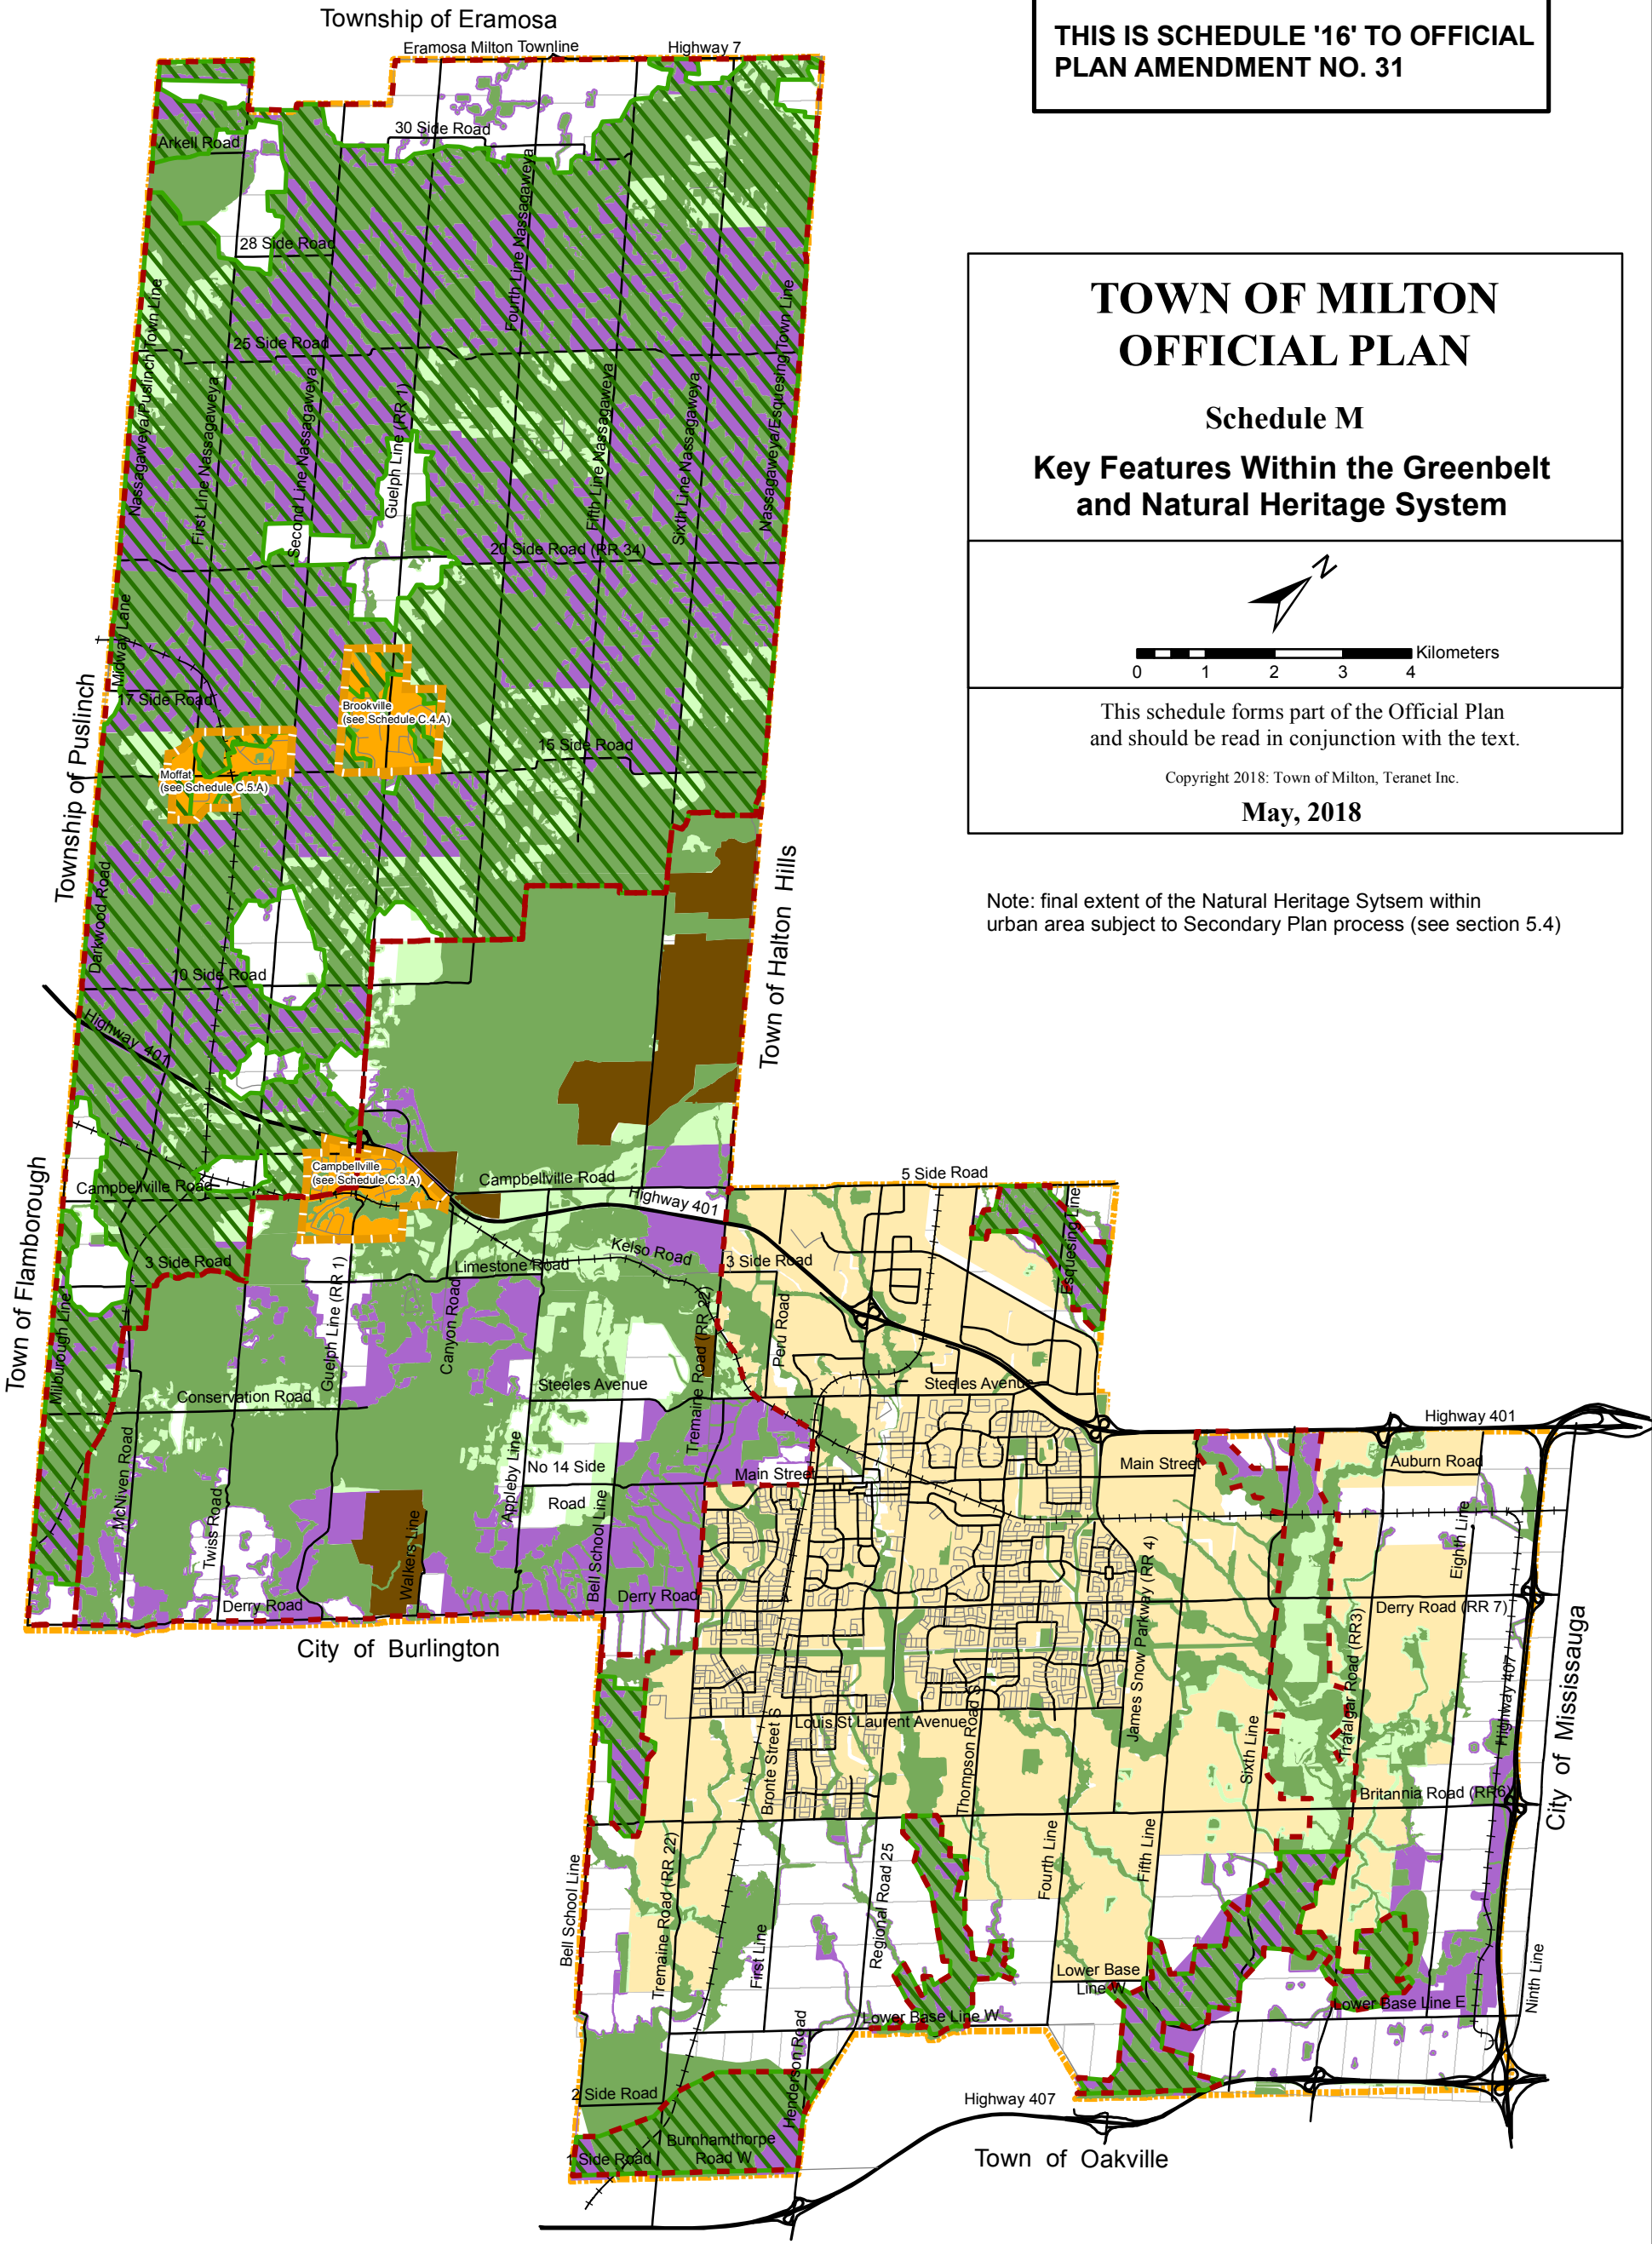 Township of Eramosa
Eramosa Milton Townline
Highway 7
THIS IS SCHEDULE '16' TO OFFICIAL
PLAN AMENDMENT NO. 31
TOWN OF MILTON
OFFICIAL PLAN
Schedule M
Key Features Within the Greenbelt
and Natural Heritage System
N
Kilometers
0 1 2 3 4
This schedule forms part of the Official Plan
and should be read in conjunction with the text.
Copyright 2018: Town of Milton, Teranet Inc.
May, 2018
Note: final extent of the Natural Heritage Sytsem within
urban area subject to Secondary Plan process (see section 5.4)
30 Side Road
Arkell Road
28 Side Road
25 Side Road
Nassagaweya/Puslinch Town Line
First Line Nassagaweya
Second Line Nassagaweya
Guelph Line (RR 1)
Fourth Line Nassagaweya
Fifth Line Nassagaweya
Sixth Line Nassagaweya
Nassagaweya/Esquesing Town Line
20 Side Road (RR 34)
Midway Lane
17 Side Road
Brookville
(see Schedule C.4.A)
15 Side Road
Moffat
(see Schedule C.5.A)
Township of Puslinch
Darkwood Road
10 Side Road
Highway 401
Town of Halton Hills
Town of Flamborough
Campbellville
(see Schedule C.3.A)
Campbellville Road
Campbellville Road
Highway 401
5 Side Road
3 Side Road
Limestone Road
Kelso Road
3 Side Road
Esquesing Line
Milburough Line
Guelph Line (RR 1)
Canyon Road
Tremaine Road (RR 22)
Peru Road
Conservation Road
Steeles Avenue
Steeles Avenue
Highway 401
McNiven Road
Twiss Road
Walkers Line
Appleby Line
No 14 Side
Road
Bell School Line
Main Street
Main Street
Auburn Road
Eighth Line
Derry Road
Derry Road
Derry Road (RR 7)
City of Burlington
James Snow Parkway (RR 4)
Trafalgar Road (RR3)
Highway 407
City of Mississauga
Louis St Laurent Avenue
Bronte Street S
Thompson Road S
Sixth Line
Britannia Road (RR6)
Bell School Line
Tremaine Road (RR 22)
First Line
Regional Road 25
Fourth Line
Fifth Line
Lower Base
Line W
Lower Base Line W
Lower Base Line E
Ninth Line
Henderson Road
2 Side Road
Highway 407
Burnhamthorpe
Road W
1 Side Road
Town of Oakville